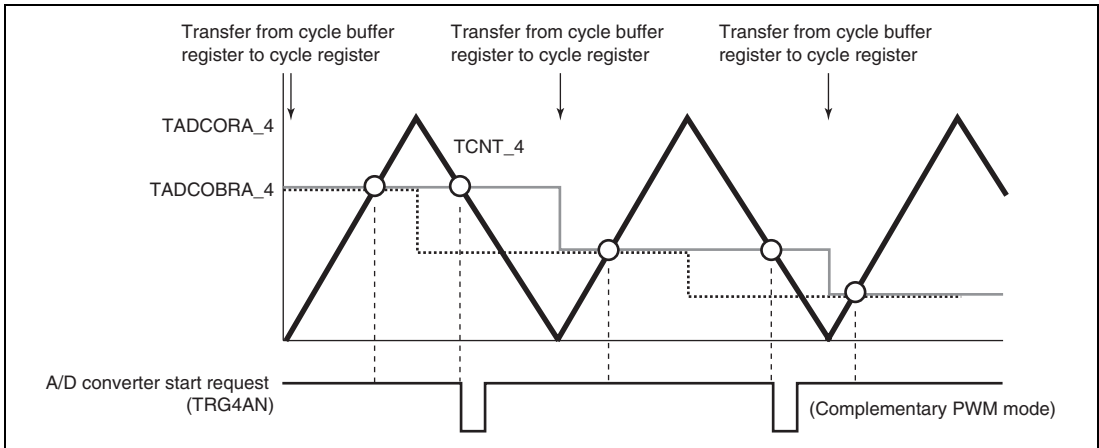 Transfer from cycle buffer
register to cycle register
Transfer from cycle buffer
register to cycle register
Transfer from cycle buffer
register to cycle register
TADCORA_4
TCNT_4
TADCOBRA_4
A/D converter start request
(TRG4AN)
(Complementary PWM mode)